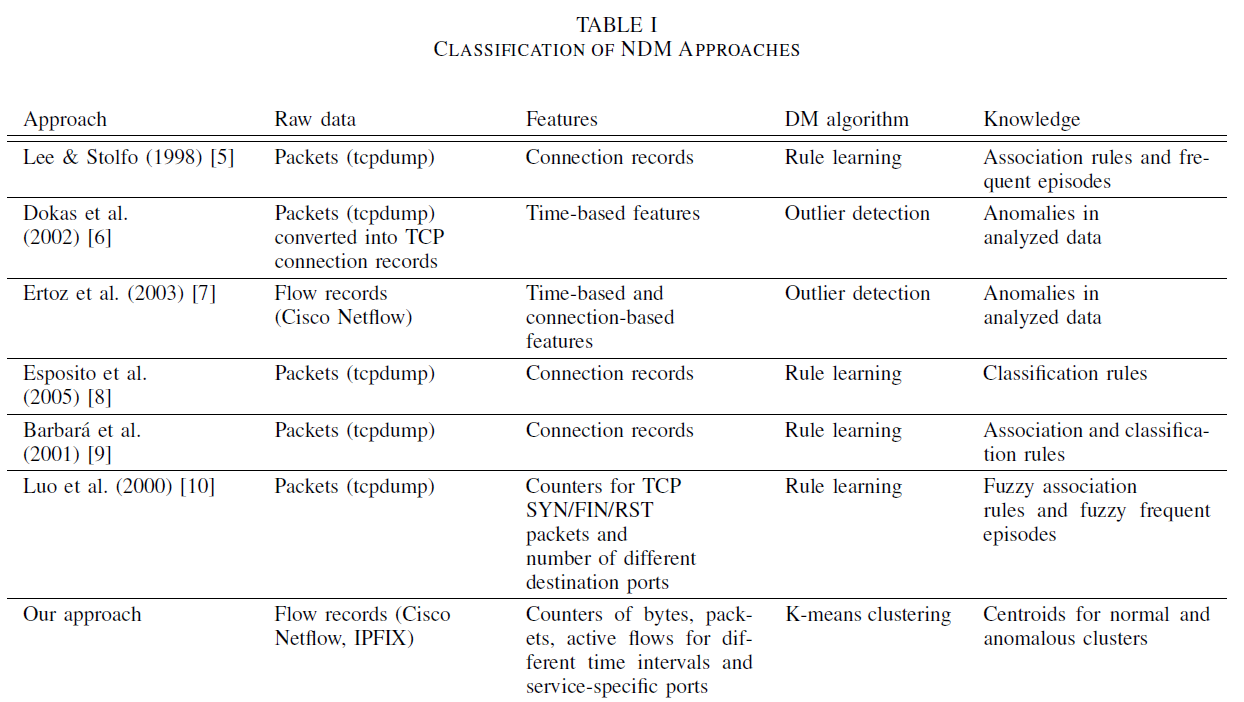 TABLE I
CLASSIFICATION OF NDM APPROACHES
Approach Raw data Features DM algorithm Knowledge
Lee & Stolfo (1998) [5] Packets (tcpdump) Connection records Rule learning Association rules and fre-
quent episodes
Dokas et al. Packets (tcpdump) Time-based features Outlier detection Anomalies in
(2002) [6] converted into TCP analyzed data
connection records
Ertoz et al. (2003) [7] Flow records Time-based and Outlier detection Anomalies in
(Cisco Netflow) connection-based analyzed data
features
Esposito et al. Packets (tcpdump) Connection records Rule learning Classification rules
(2005) [8]
Barbará et al. Packets (tcpdump) Connection records Rule learning Association and classifica-
(2001) [9] tion rules
Luo et al. (2000) [10] Packets (tcpdump) Counters for TCP Rule learning Fuzzy association
SYN/FIN/RST rules and fuzzy frequent
packets and episodes
number of different
destination ports
Our approach Flow records (Cisco Counters of bytes, pack- K-means clustering Centroids for normal and
Netflow, IPFIX) ets, active flows for dif- anomalous clusters
ferent time intervals and
service-specific ports